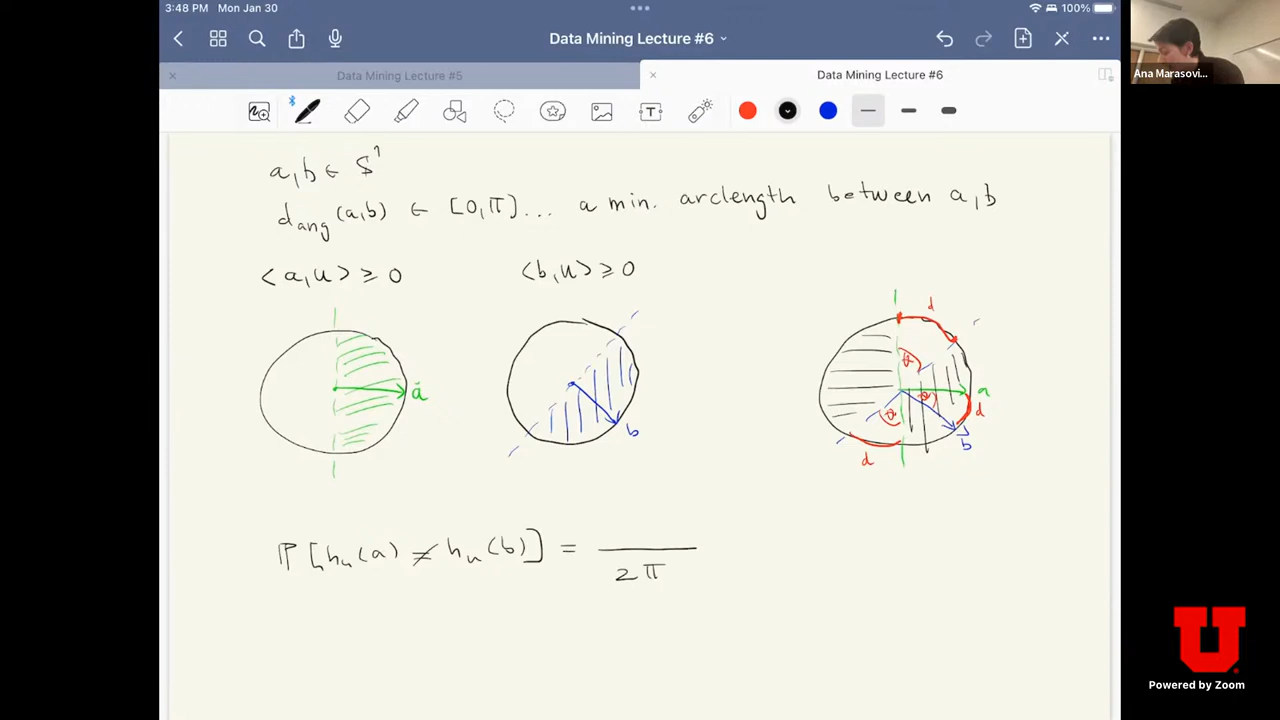 3:48 PM Mon Jan 30
100%
Data Mining Lecture #6
Data Mining Lecture #5
Data Mining Lecture #6
Ana Marasovi...
a,b ∈ S¹
d_ang(a,b) ∈ [0,π]... a min. arclength between a,b
<a,u> ≥ 0
<b,u> ≥ 0
a
b
d
a
d
b
d
P[h_u(a) ≠ h_u(b)] = ___ / 2π
U
Powered by Zoom